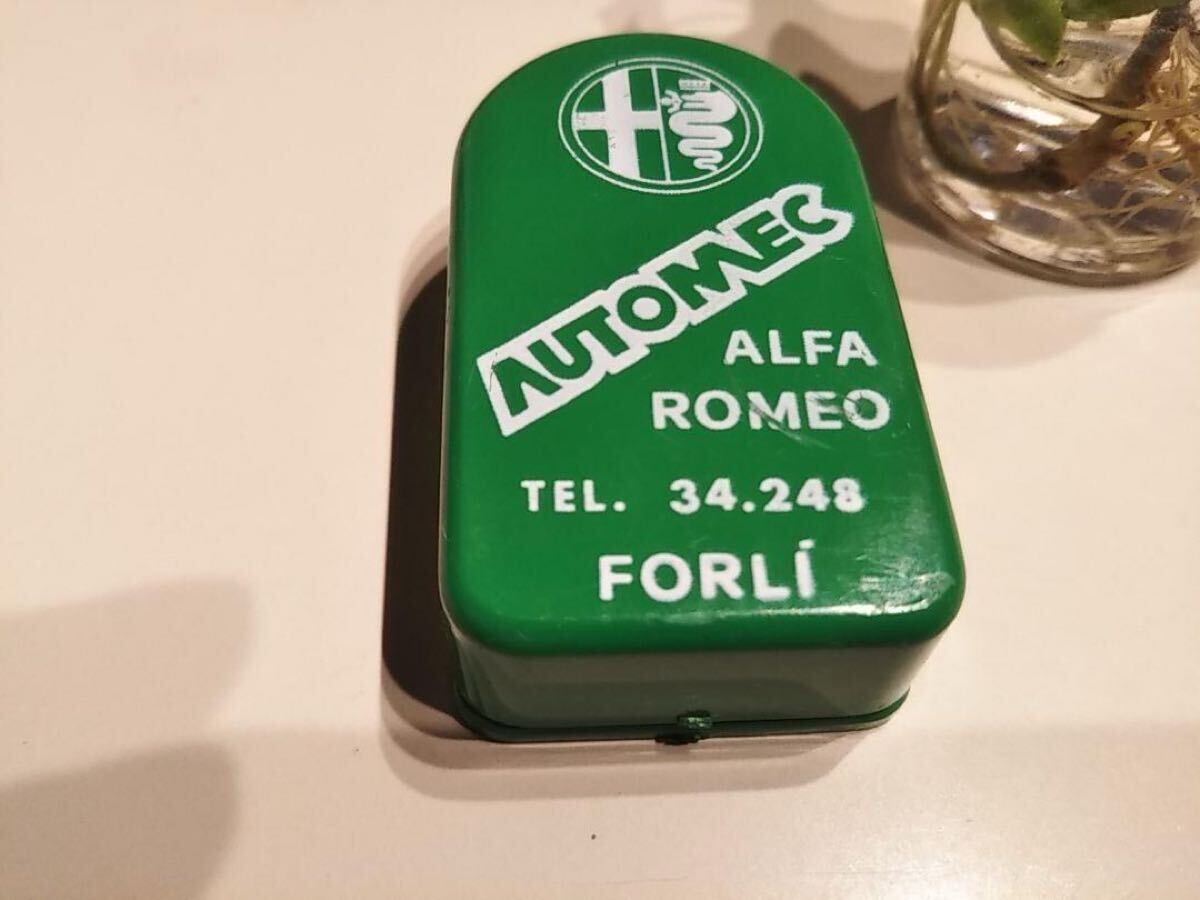 AUTOMEC
ALFA
ROMEO
TEL. 34.248
FORLÍ